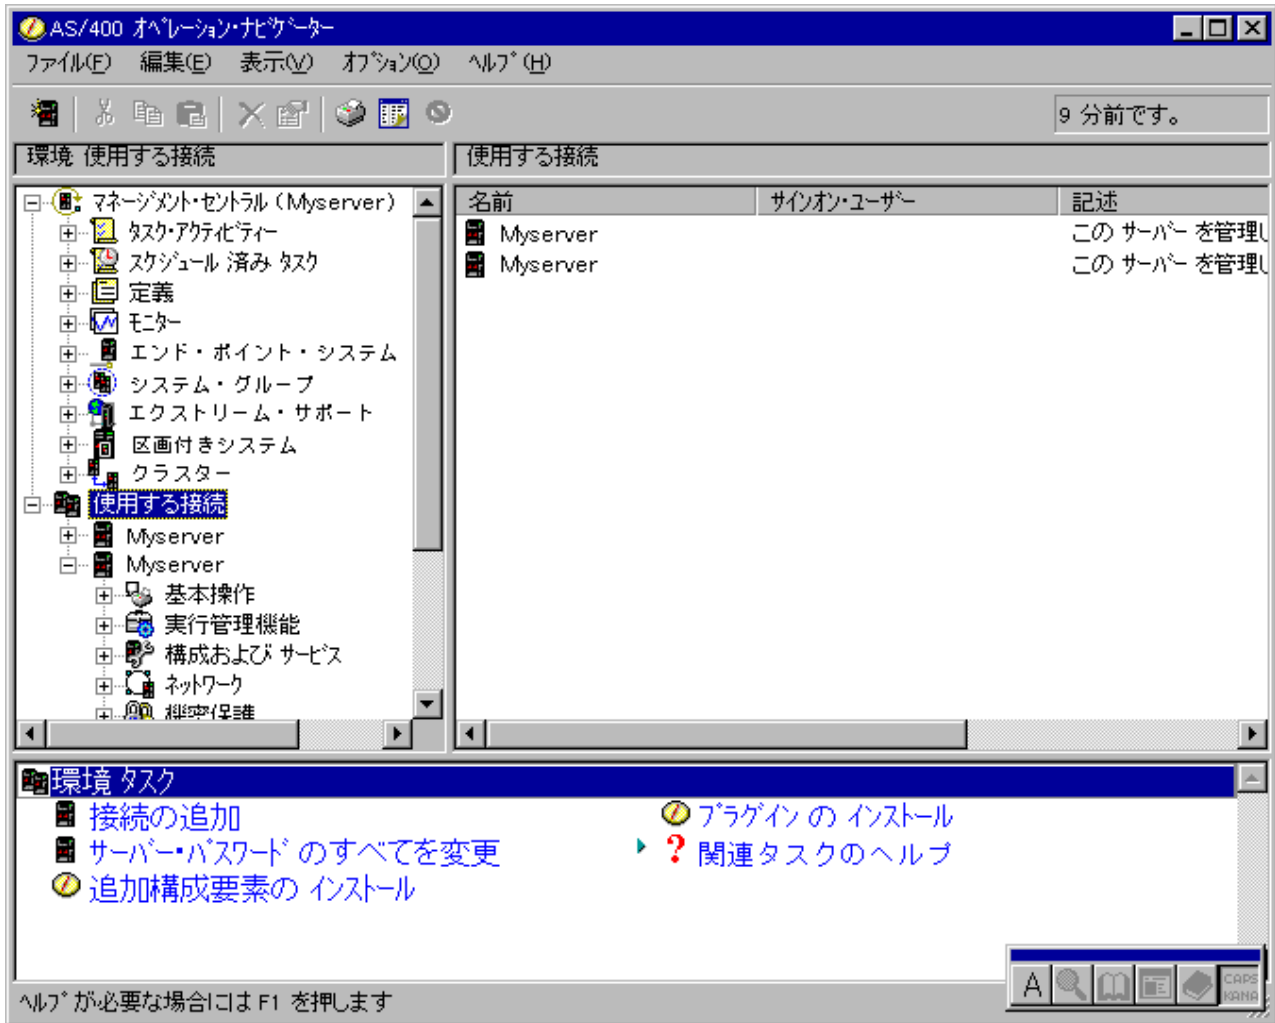 AS/400 オペレーション・ナビゲーター
ファイル(F) 編集(E) 表示(V) オプション(O) ヘルプ(H)
9 分前です。
環境 使用する接続
使用する接続
マネージメント・セントラル (Myserver)
タスク・アクティビティー
スケジュール 済み タスク
定義
モニター
エンド・ポイント・システム
システム・グループ
エクストリーム・サポート
区画付きシステム
クラスター
使用する接続
Myserver
Myserver
基本操作
実行管理機能
構成および サービス
ネットワーク
機密保護
名前 サインオン・ユーザー 記述
Myserver この サーバー を管理し
Myserver この サーバー を管理し
環境 タスク
接続の追加
サーバー・パスワード のすべてを変更
追加構成要素の インストール
プラグイン の インストール
関連タスクのヘルプ
ヘルプ が必要な場合には F1 を押します
A
CAPS
KANA